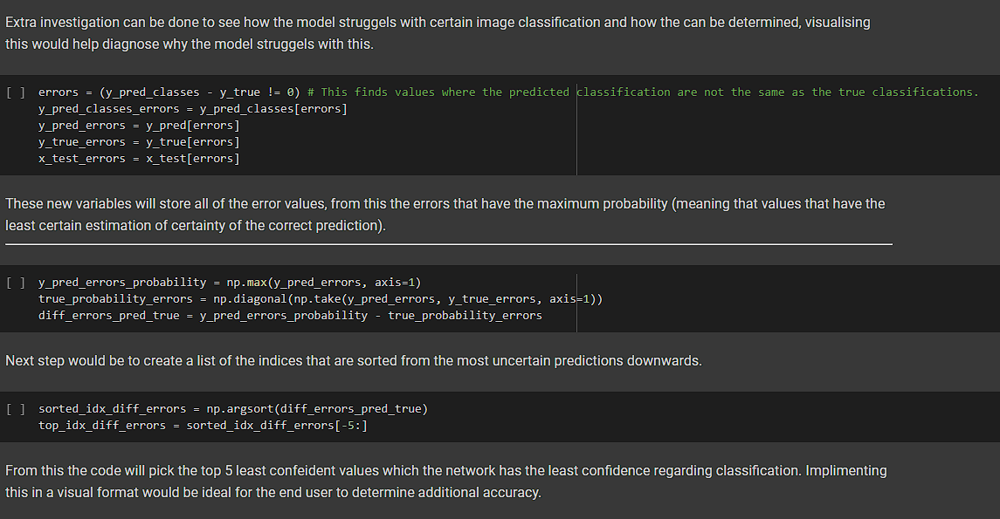 Extra investigation can be done to see how the model struggels with certain image classification and how the can be determined, visualising
this would help diagnose why the model struggels with this.
[ ] errors = (y_pred_classes - y_true != 0) # This finds values where the predicted classification are not the same as the true classifications.
y_pred_classes_errors = y_pred_classes[errors]
y_pred_errors = y_pred[errors]
y_true_errors = y_true[errors]
x_test_errors = x_test[errors]
These new variables will store all of the error values, from this the errors that have the maximum probability (meaning that values that have the
least certain estimation of certainty of the correct prediction).
[ ] y_pred_errors_probability = np.max(y_pred_errors, axis=1)
true_probability_errors = np.diagonal(np.take(y_pred_errors, y_true_errors, axis=1))
diff_errors_pred_true = y_pred_errors_probability - true_probability_errors
Next step would be to create a list of the indices that are sorted from the most uncertain predictions downwards.
[ ] sorted_idx_diff_errors = np.argsort(diff_errors_pred_true)
top_idx_diff_errors = sorted_idx_diff_errors[-5:]
From this the code will pick the top 5 least confeident values which the network has the least confidence regarding classification. Implimenting
this in a visual format would be ideal for the end user to determine additional accuracy.